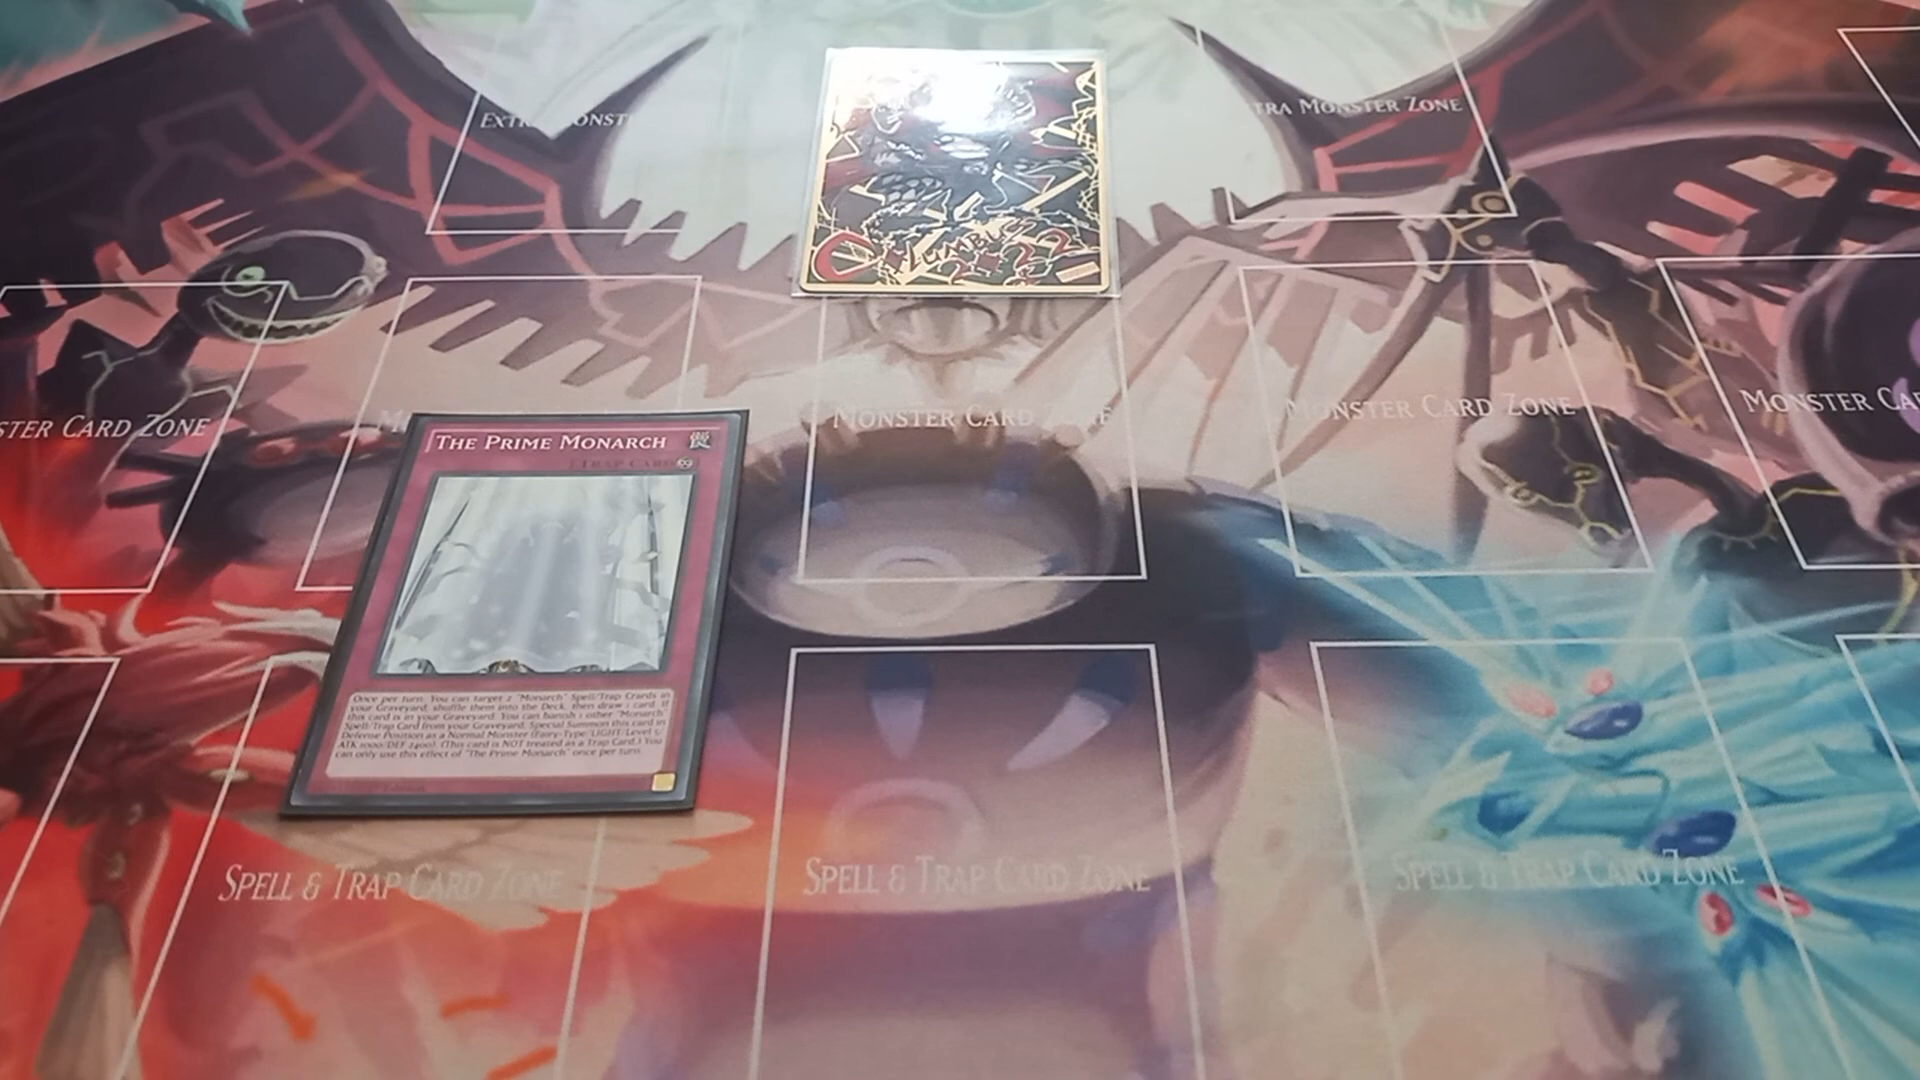 EXTRA MONSTER ZONE
COLUMBUS
2022
MONSTER CARD ZONE
MONSTER CARD ZONE
MONSTER CARD ZONE
MONSTER CA
THE PRIME MONARCH
TRAP CARD
Once per turn: You can target 2 "Monarch" Spell/Trap Cards in
your Graveyard; shuffle them into the Deck, then draw 1 card. If
this card is in your Graveyard: You can banish 1 other "Monarch"
Spell/Trap Card from your Graveyard; Special Summon this card in
Defense Position as a Normal Monster (Fairy-Type/LIGHT/Level 5/
ATK 1000/DEF 2400). (This card is NOT treated as a Trap Card.) You
can only use this effect of "The Prime Monarch" once per turn.
SPELL & TRAP CARD ZONE
SPELL & TRAP CARD ZONE
SPELL & TRAP CARD ZONE